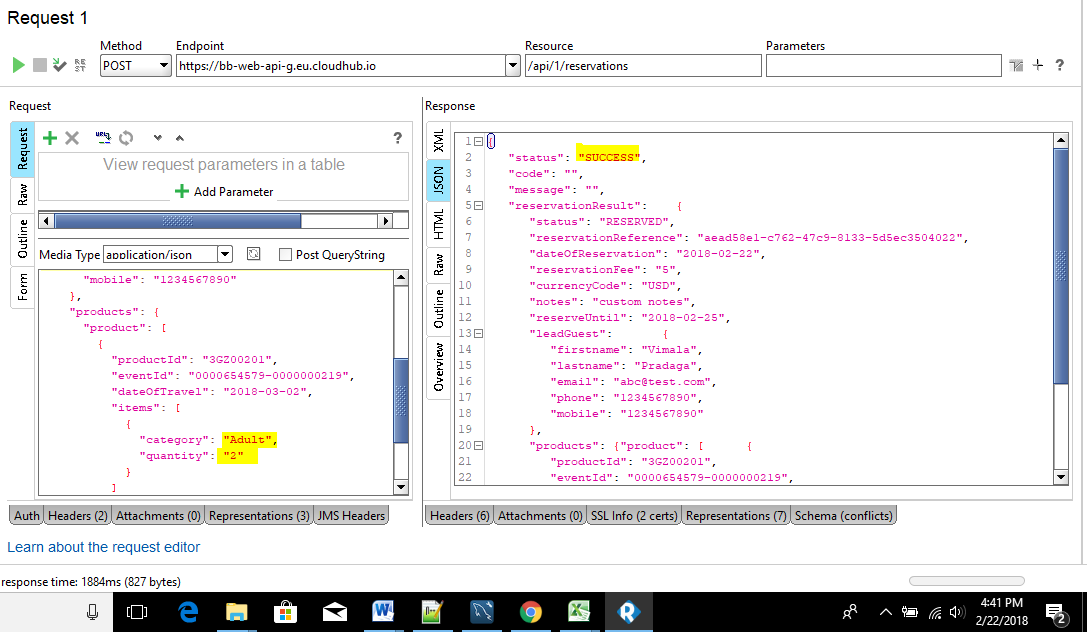 Request 1
Method
Endpoint
Resource
Parameters
POST
https://bb-web-api-g.eu.cloudhub.io
/api/1/reservations
RE
ST
?
Request
Response
Request
Raw
Outline
Form
?
View request parameters in a table
Add Parameter
Media Type application/json
Post QueryString
"mobile": "1234567890"
},
"products": {
"product": [
{
"productId": "3GZ00201",
"eventId": "0000654579-0000000219",
"dateOfTravel": "2018-03-02",
"items": [
{
"category": "Adult",
"quantity": "2"
}
]
XML
JSON
HTML
Raw
Outline
Overview
1 {
2 "status": "SUCCESS",
3 "code": "",
4 "message": "",
5 "reservationResult": {
6 "status": "RESERVED",
7 "reservationReference": "aead58e1-c762-47c9-8133-5d5ec3504022",
8 "dateOfReservation": "2018-02-22",
9 "reservationFee": "5",
10 "currencyCode": "USD",
11 "notes": "custom notes",
12 "reserveUntil": "2018-02-25",
13 "leadGuest": {
14 "firstname": "Vimala",
15 "lastname": "Pradaga",
16 "email": "abc@test.com",
17 "phone": "1234567890",
18 "mobile": "1234567890"
19 },
20 "products": {"product": [ {
21 "productId": "3GZ00201",
22 "eventId": "0000654579-0000000219",
Auth Headers (2) Attachments (0) Representations (3) JMS Headers
Headers (6) Attachments (0) SSL Info (2 certs) Representations (7) Schema (conflicts)
Learn about the request editor
response time: 1884ms (827 bytes)
4:41 PM
2/22/2018
2